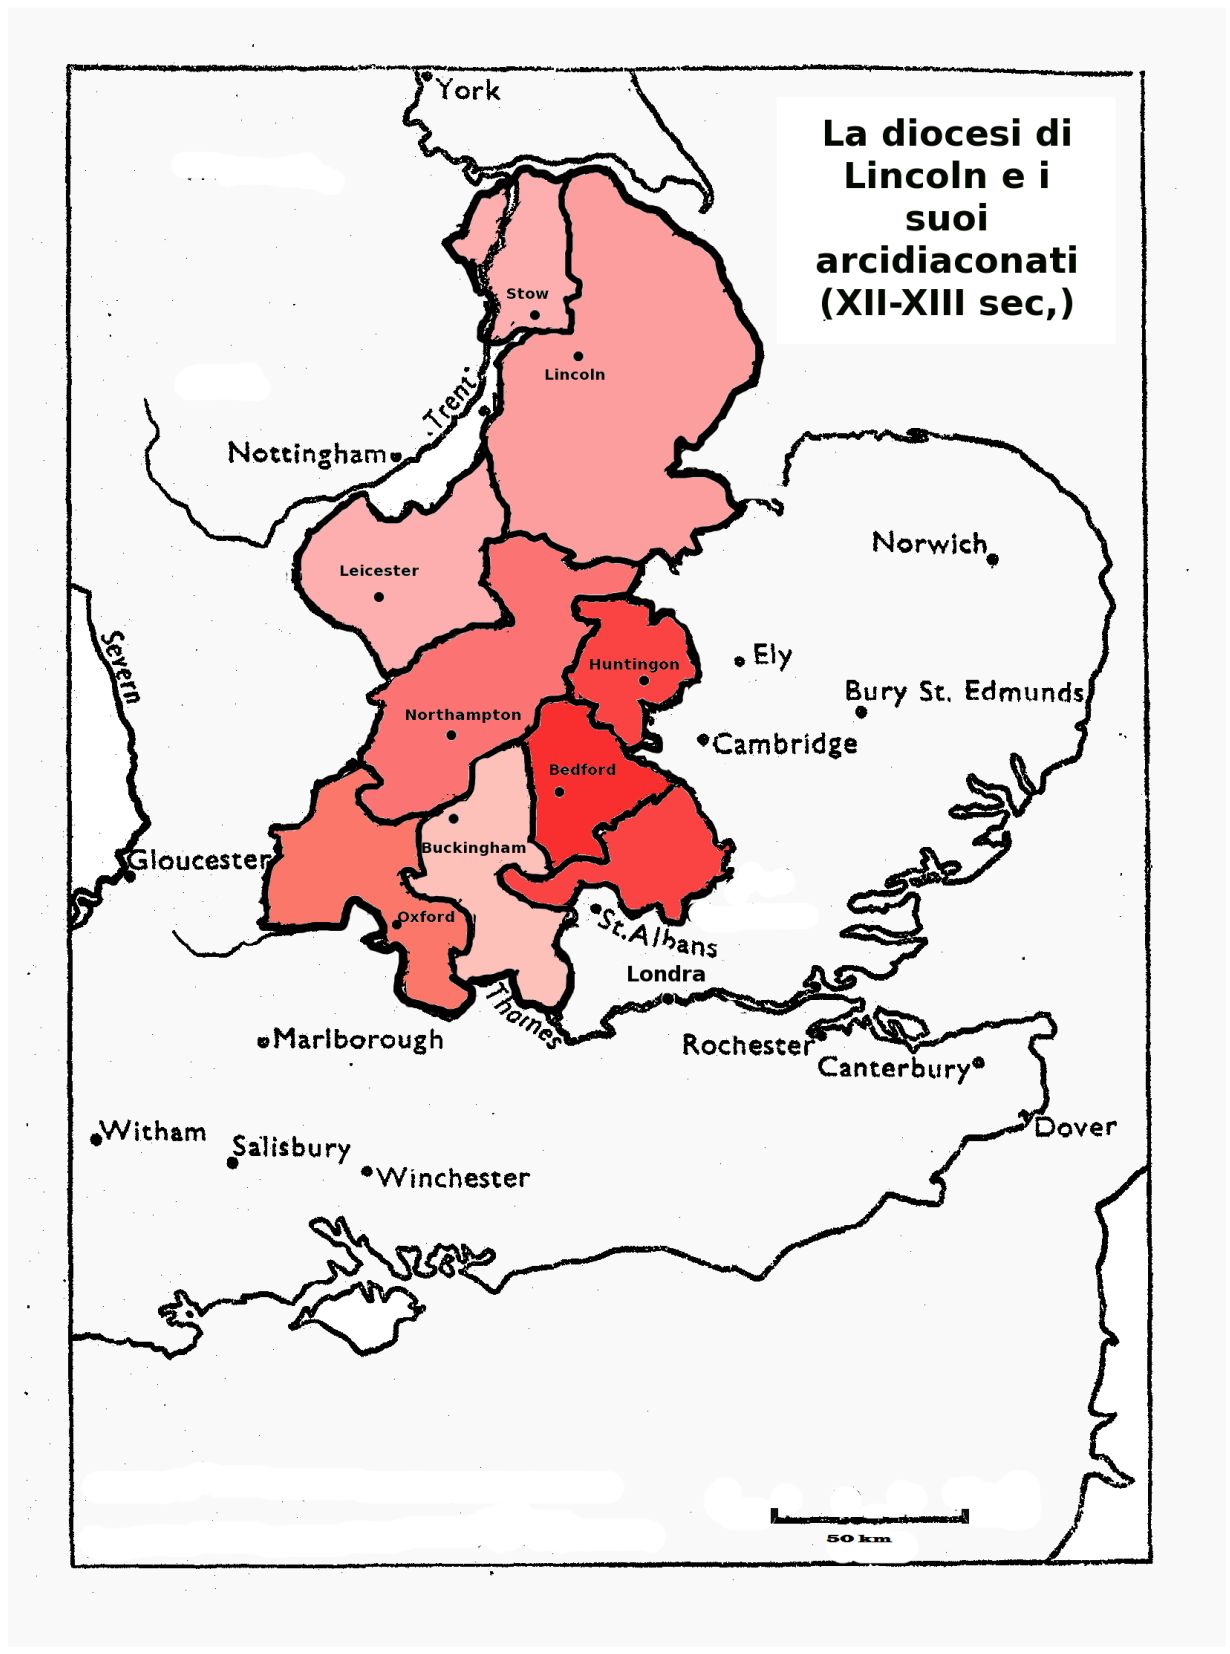 York
La diocesi di
Lincoln e i
suoi
arcidiaconati
(XII-XIII sec,)
Stow
Lincoln
Trent
Nottingham
Norwich
Leicester
Severn
Ely
Huntingon
Bury St. Edmunds
Northampton
Cambridge
Bedford
Buckingham
Gloucester
Oxford
St. Albans
Londra
Thames
Marlborough
Rochester
Canterbury
Dover
Witham
Salisbury
Winchester
50 km